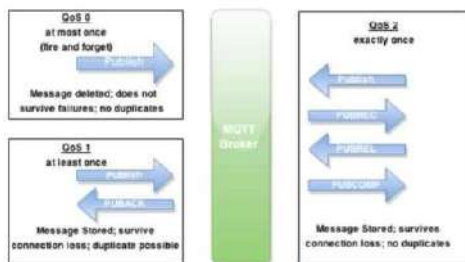 QoS 0
at most once
(fire and forget)
Publish
Message deleted; does not
survive failures; no duplicates
QoS 1
at least once
Publish
PUBACK
Message Stored; survive
connection loss; duplicate possible
MQTT
Broker
QoS 2
exactly once
Publish
PUBREC
PUBREL
PUBCOMP
Message Stored; survives
connection loss; no duplicates